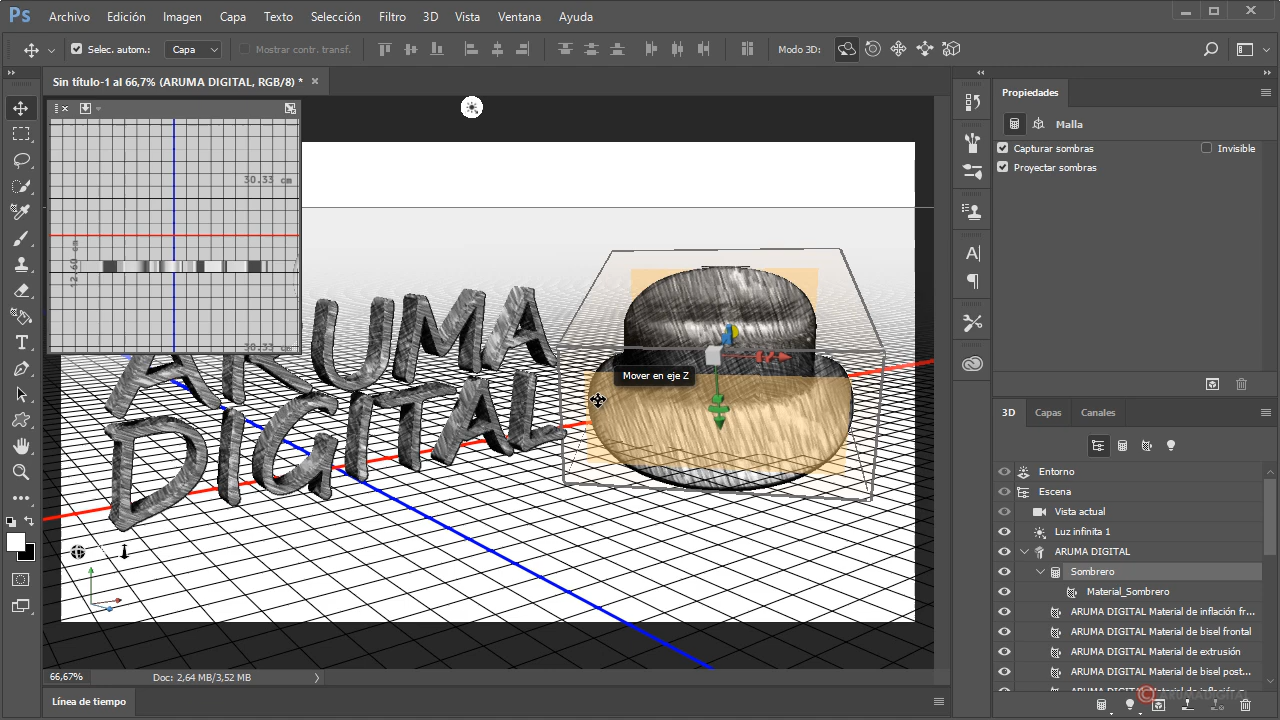 Ps Archivo Edición Imagen Capa Texto Selección Filtro 3D Vista Ventana Ayuda
Selec. autom.: Capa Mostrar contr. transf. Modo 3D:
Sin título-1 al 66,7% (ARUMA DIGITAL, RGB/8) * ×
Propiedades
Malla
Capturar sombras Invisible
Proyectar sombras
30.33 cm
12.60 cm
30.33 cm
ARUMA
DIGITAL
Mover en eje Z
3D Capas Canales
Entorno
Escena
Vista actual
Luz infinita 1
ARUMA DIGITAL
Sombrero
Material_Sombrero
ARUMA DIGITAL Material de inflación fr...
ARUMA DIGITAL Material de bisel frontal
ARUMA DIGITAL Material de extrusión
ARUMA DIGITAL Material de bisel post...
66,67% Doc: 2,64 MB/3,52 MB
© ARUMADIGITAL
Línea de tiempo